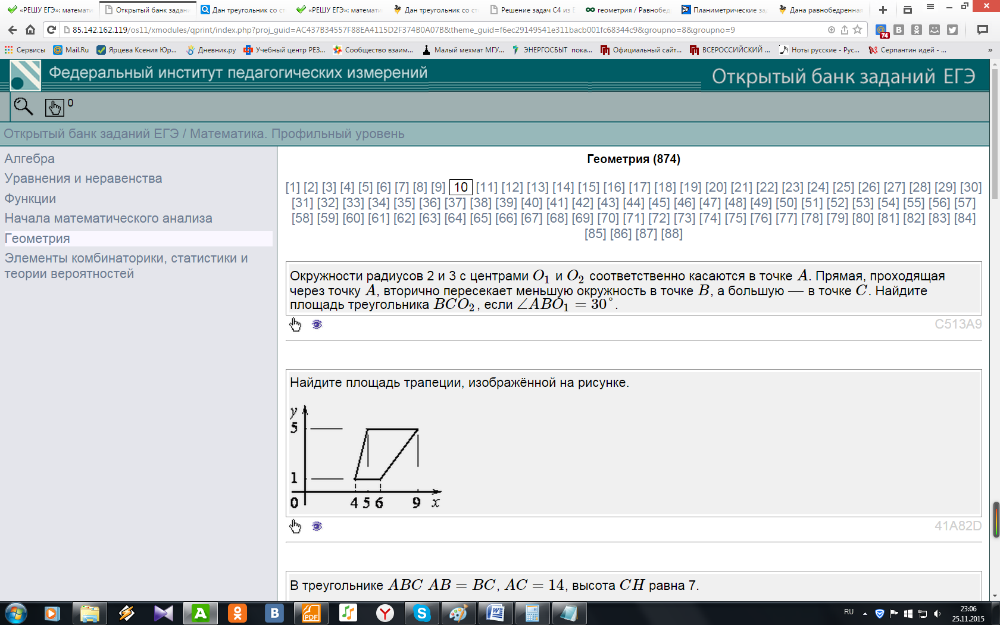 «РЕШУ ЕГЭ»: математи
Открытый банк задани
Дан треугольник со ст
«РЕШУ ЕГЭ»: математи
Дан треугольник со ст
Решение задач С4 из Е
геометрия / Равнобед
Планиметрические за
Дана равнобедренная
85.142.162.119/os11/xmodules/qprint/index.php?proj_guid=AC437B34557F88EA4115D2F374B0A07B&theme_guid=f6ec29149541e311bacb001fc68344c9&groupno=8&groupno=9
74
Сервисы
Mail.Ru
Ярцева Ксения Юр...
Дневник.ру
Учебный центр РЕЗ...
Сообщество взаим...
Малый мехмат МГУ...
ЭНЕРГОСБЫТ пока...
Официальный сайт...
ВСЕРОССИЙСКИЙ ...
Ноты русские - Рус...
Серпантин идей - ...
»
Федеральный институт педагогических измерений
Открытый банк заданий ЕГЭ
0
Открытый банк заданий ЕГЭ / Математика. Профильный уровень
Алгебра
Уравнения и неравенства
Функции
Начала математического анализа
Геометрия
Элементы комбинаторики, статистики и
теории вероятностей
Геометрия (874)
[1] [2] [3] [4] [5] [6] [7] [8] [9] 10 [11] [12] [13] [14] [15] [16] [17] [18] [19] [20] [21] [22] [23] [24] [25] [26] [27] [28] [29] [30]
[31] [32] [33] [34] [35] [36] [37] [38] [39] [40] [41] [42] [43] [44] [45] [46] [47] [48] [49] [50] [51] [52] [53] [54] [55] [56] [57]
[58] [59] [60] [61] [62] [63] [64] [65] [66] [67] [68] [69] [70] [71] [72] [73] [74] [75] [76] [77] [78] [79] [80] [81] [82] [83] [84]
[85] [86] [87] [88]
Окружности радиусов 2 и 3 с центрами O₁ и O₂ соответственно касаются в точке A. Прямая, проходящая
через точку A, вторично пересекает меньшую окружность в точке B, а большую — в точке C. Найдите
площадь треугольника BCO₂, если ∠ABO₁ = 30°.
C513A9
Найдите площадь трапеции, изображённой на рисунке.
y
5
1
0 4 5 6 9 x
41A82D
В треугольнике ABC AB = BC, AC = 14, высота CH равна 7.
RU
23:06
25.11.2015